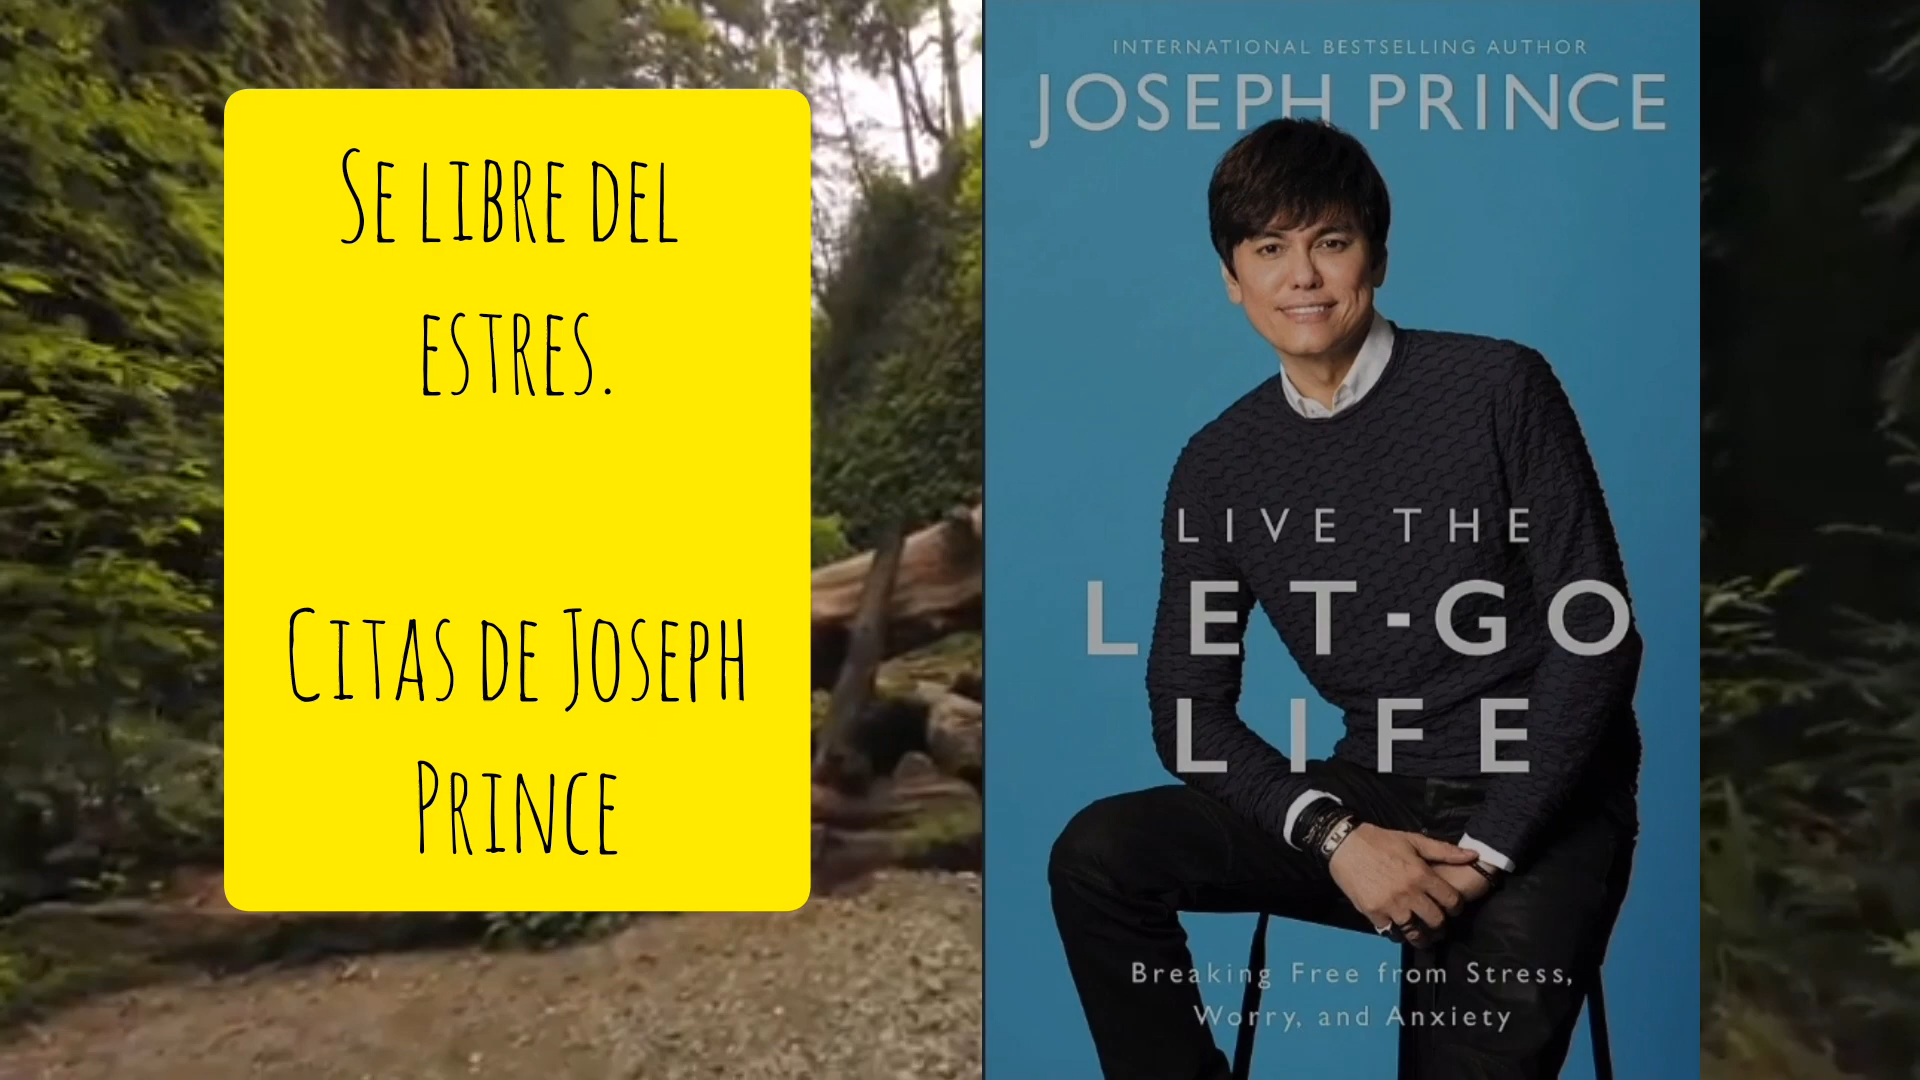 Se libre del
estres.
Citas de Joseph
Prince
INTERNATIONAL BESTSELLING AUTHOR
JOSEPH PRINCE
LIVE THE
LET-GO
LIFE
Breaking Free from Stress,
Worry, and Anxiety